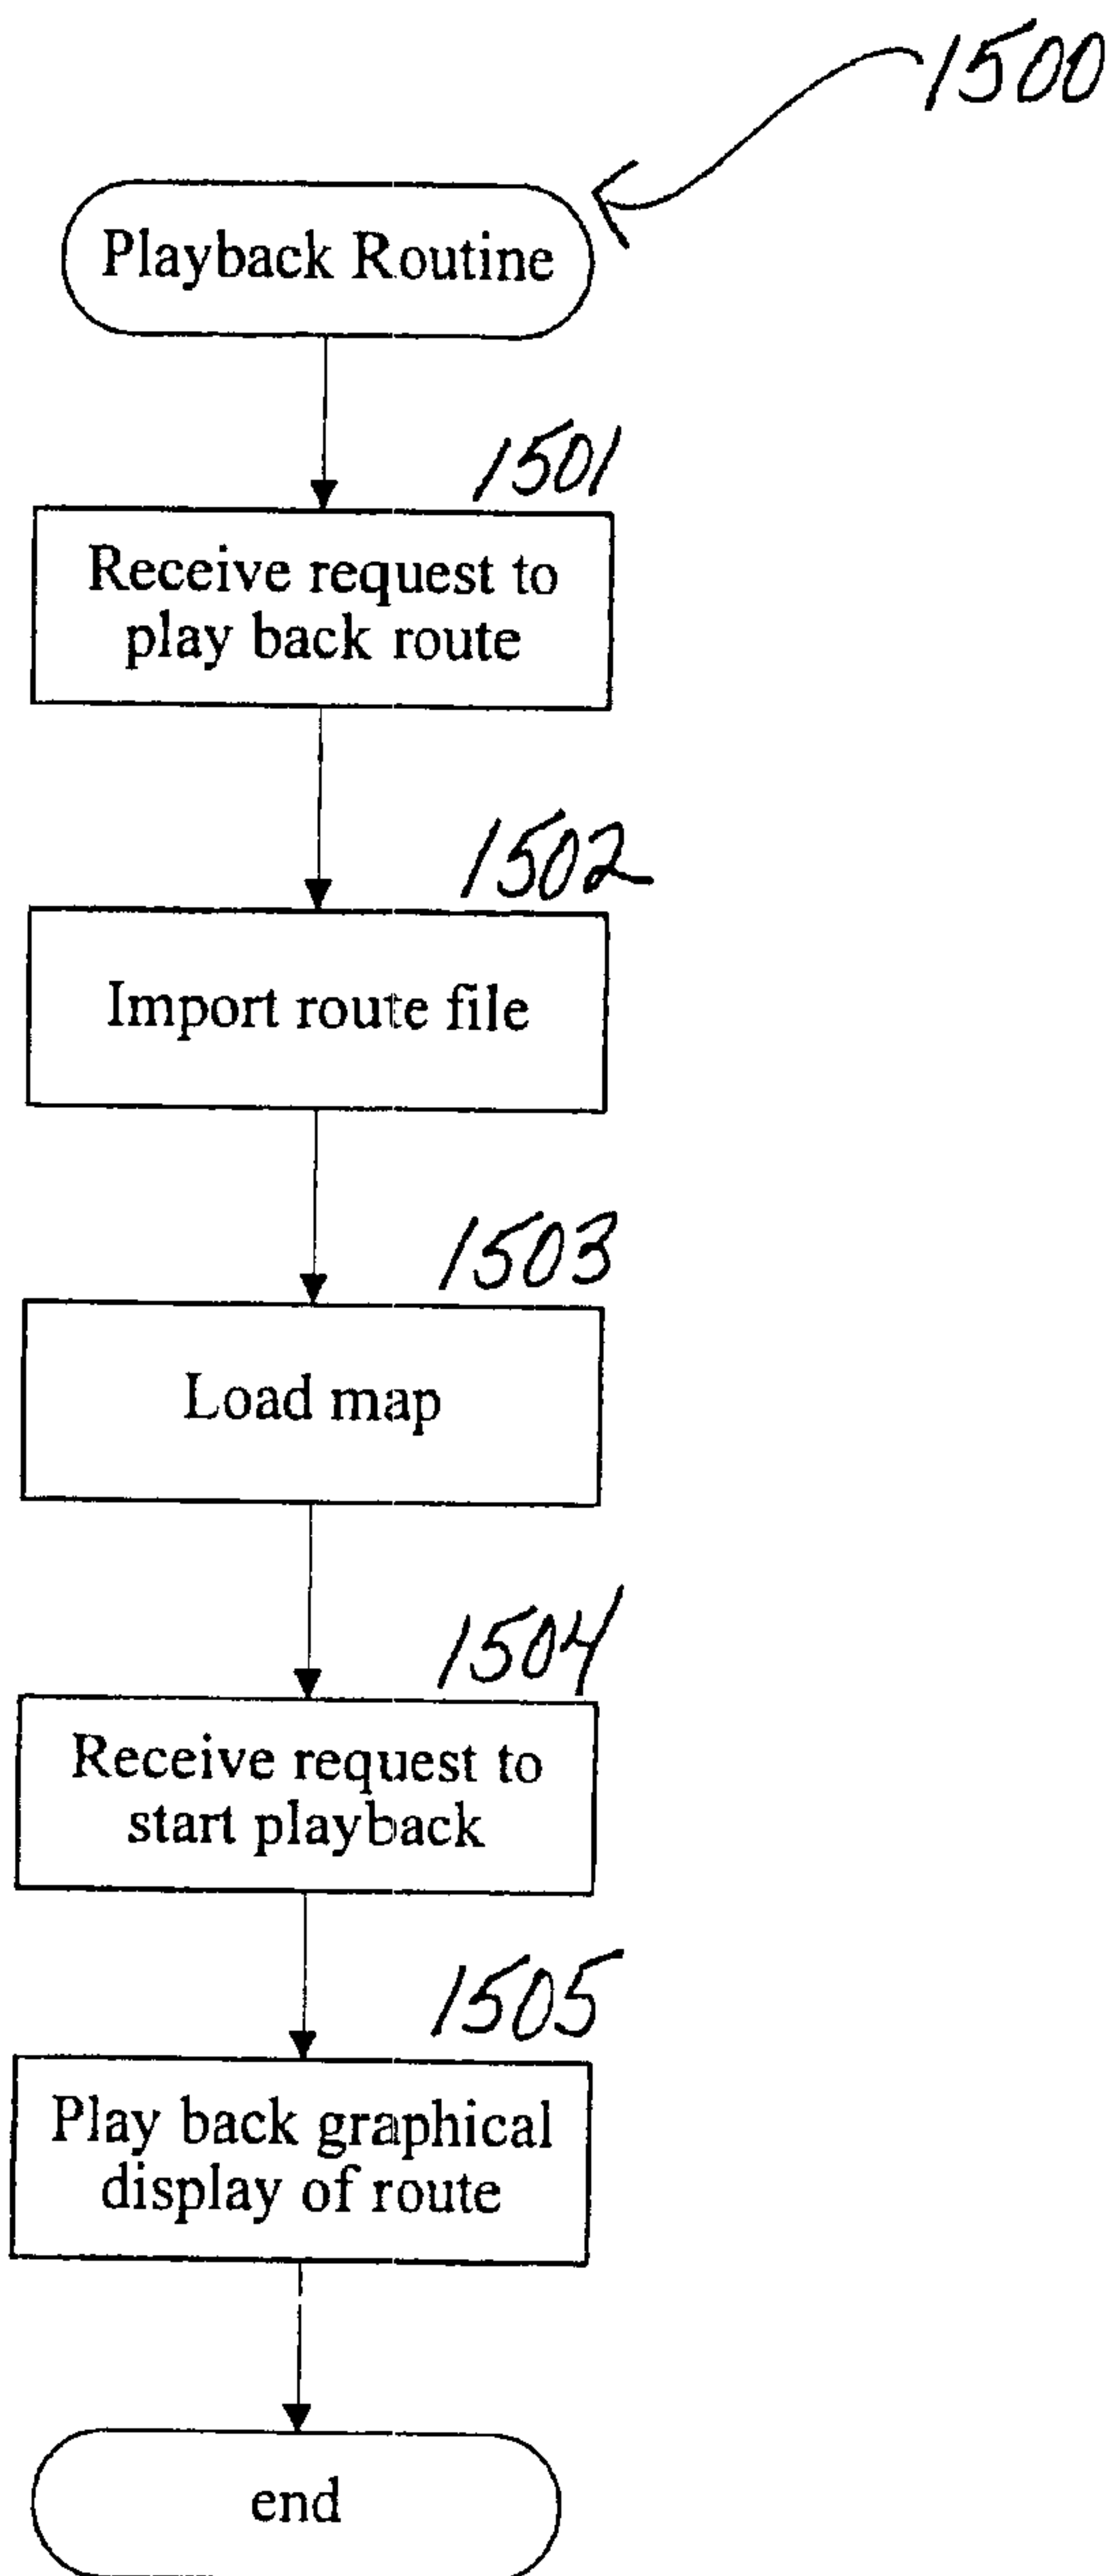 1500
Playback Routine
1501
Receive request to
play back route
1502
Import route file
1503
Load map
1504
Receive request to
start playback
1505
Play back graphical
display of route
end